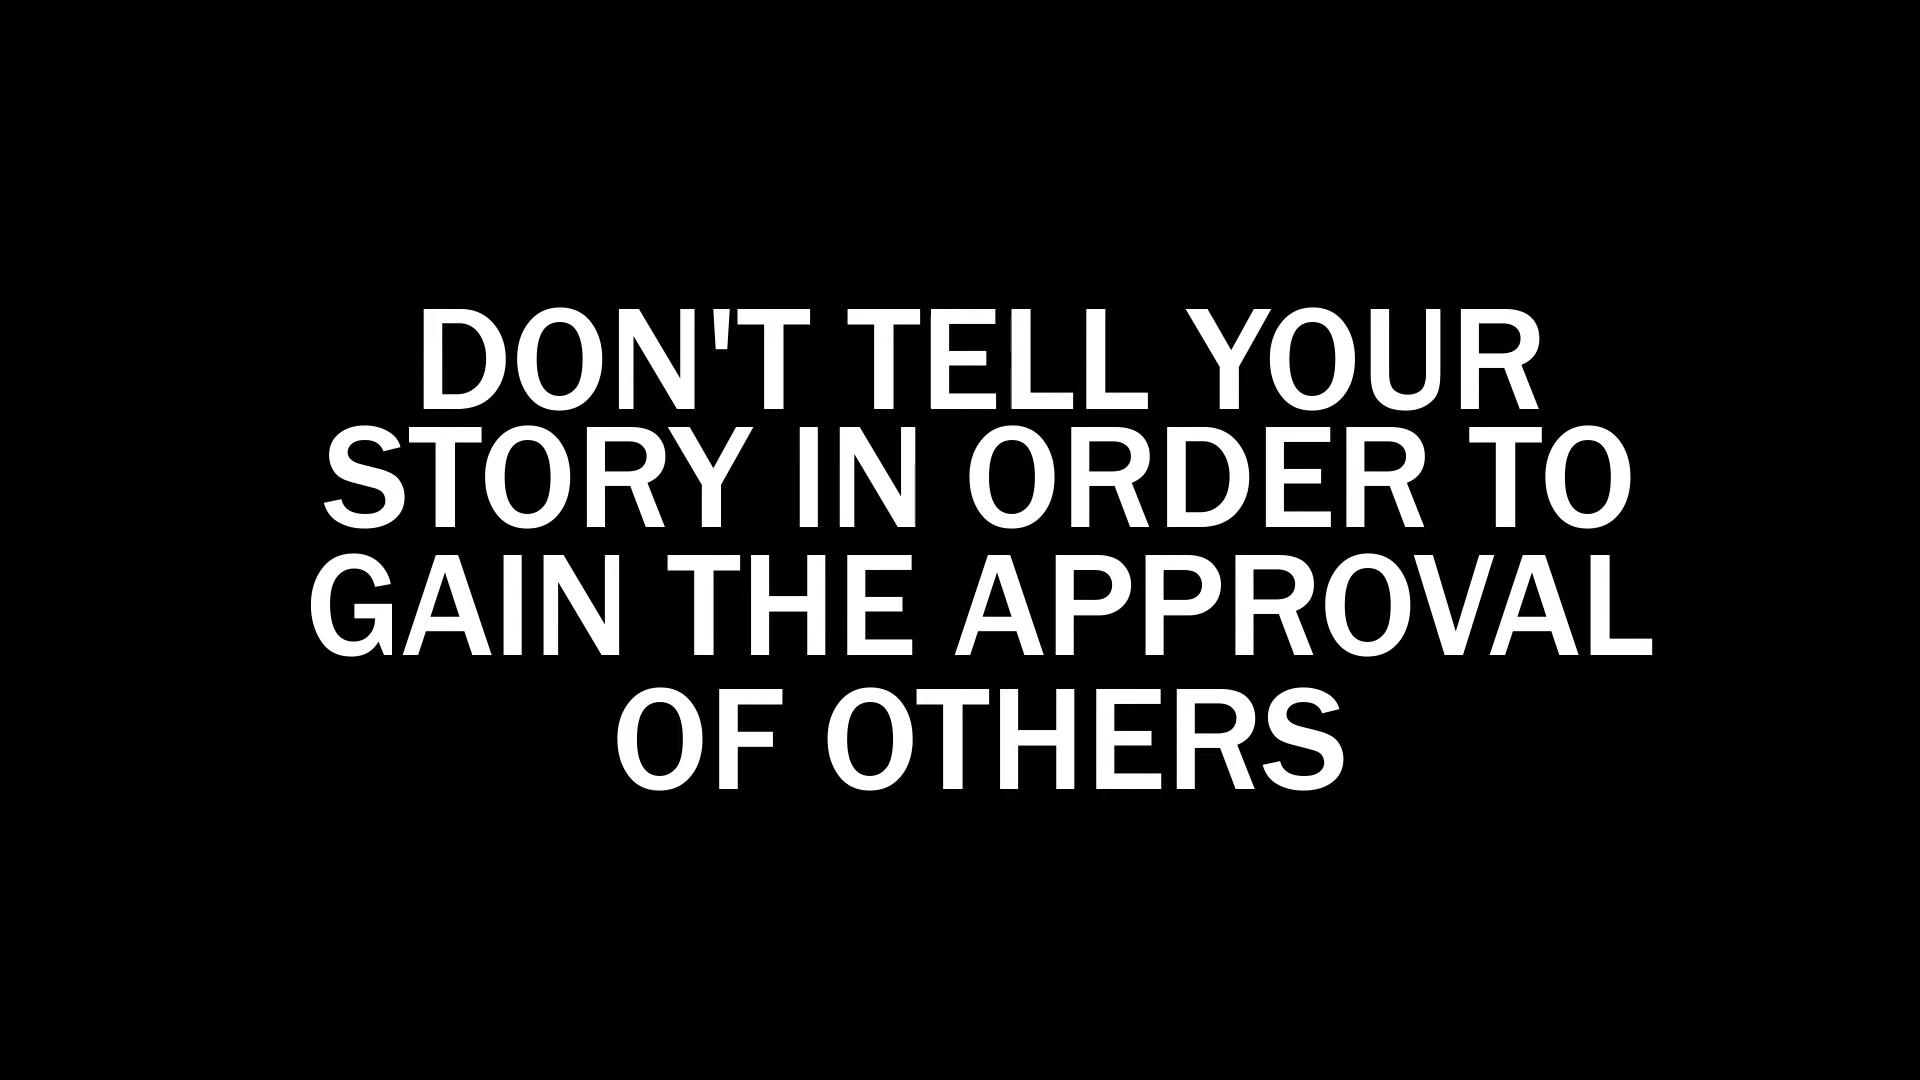 DON'T TELL YOUR
STORY IN ORDER TO
GAIN THE APPROVAL
OF OTHERS